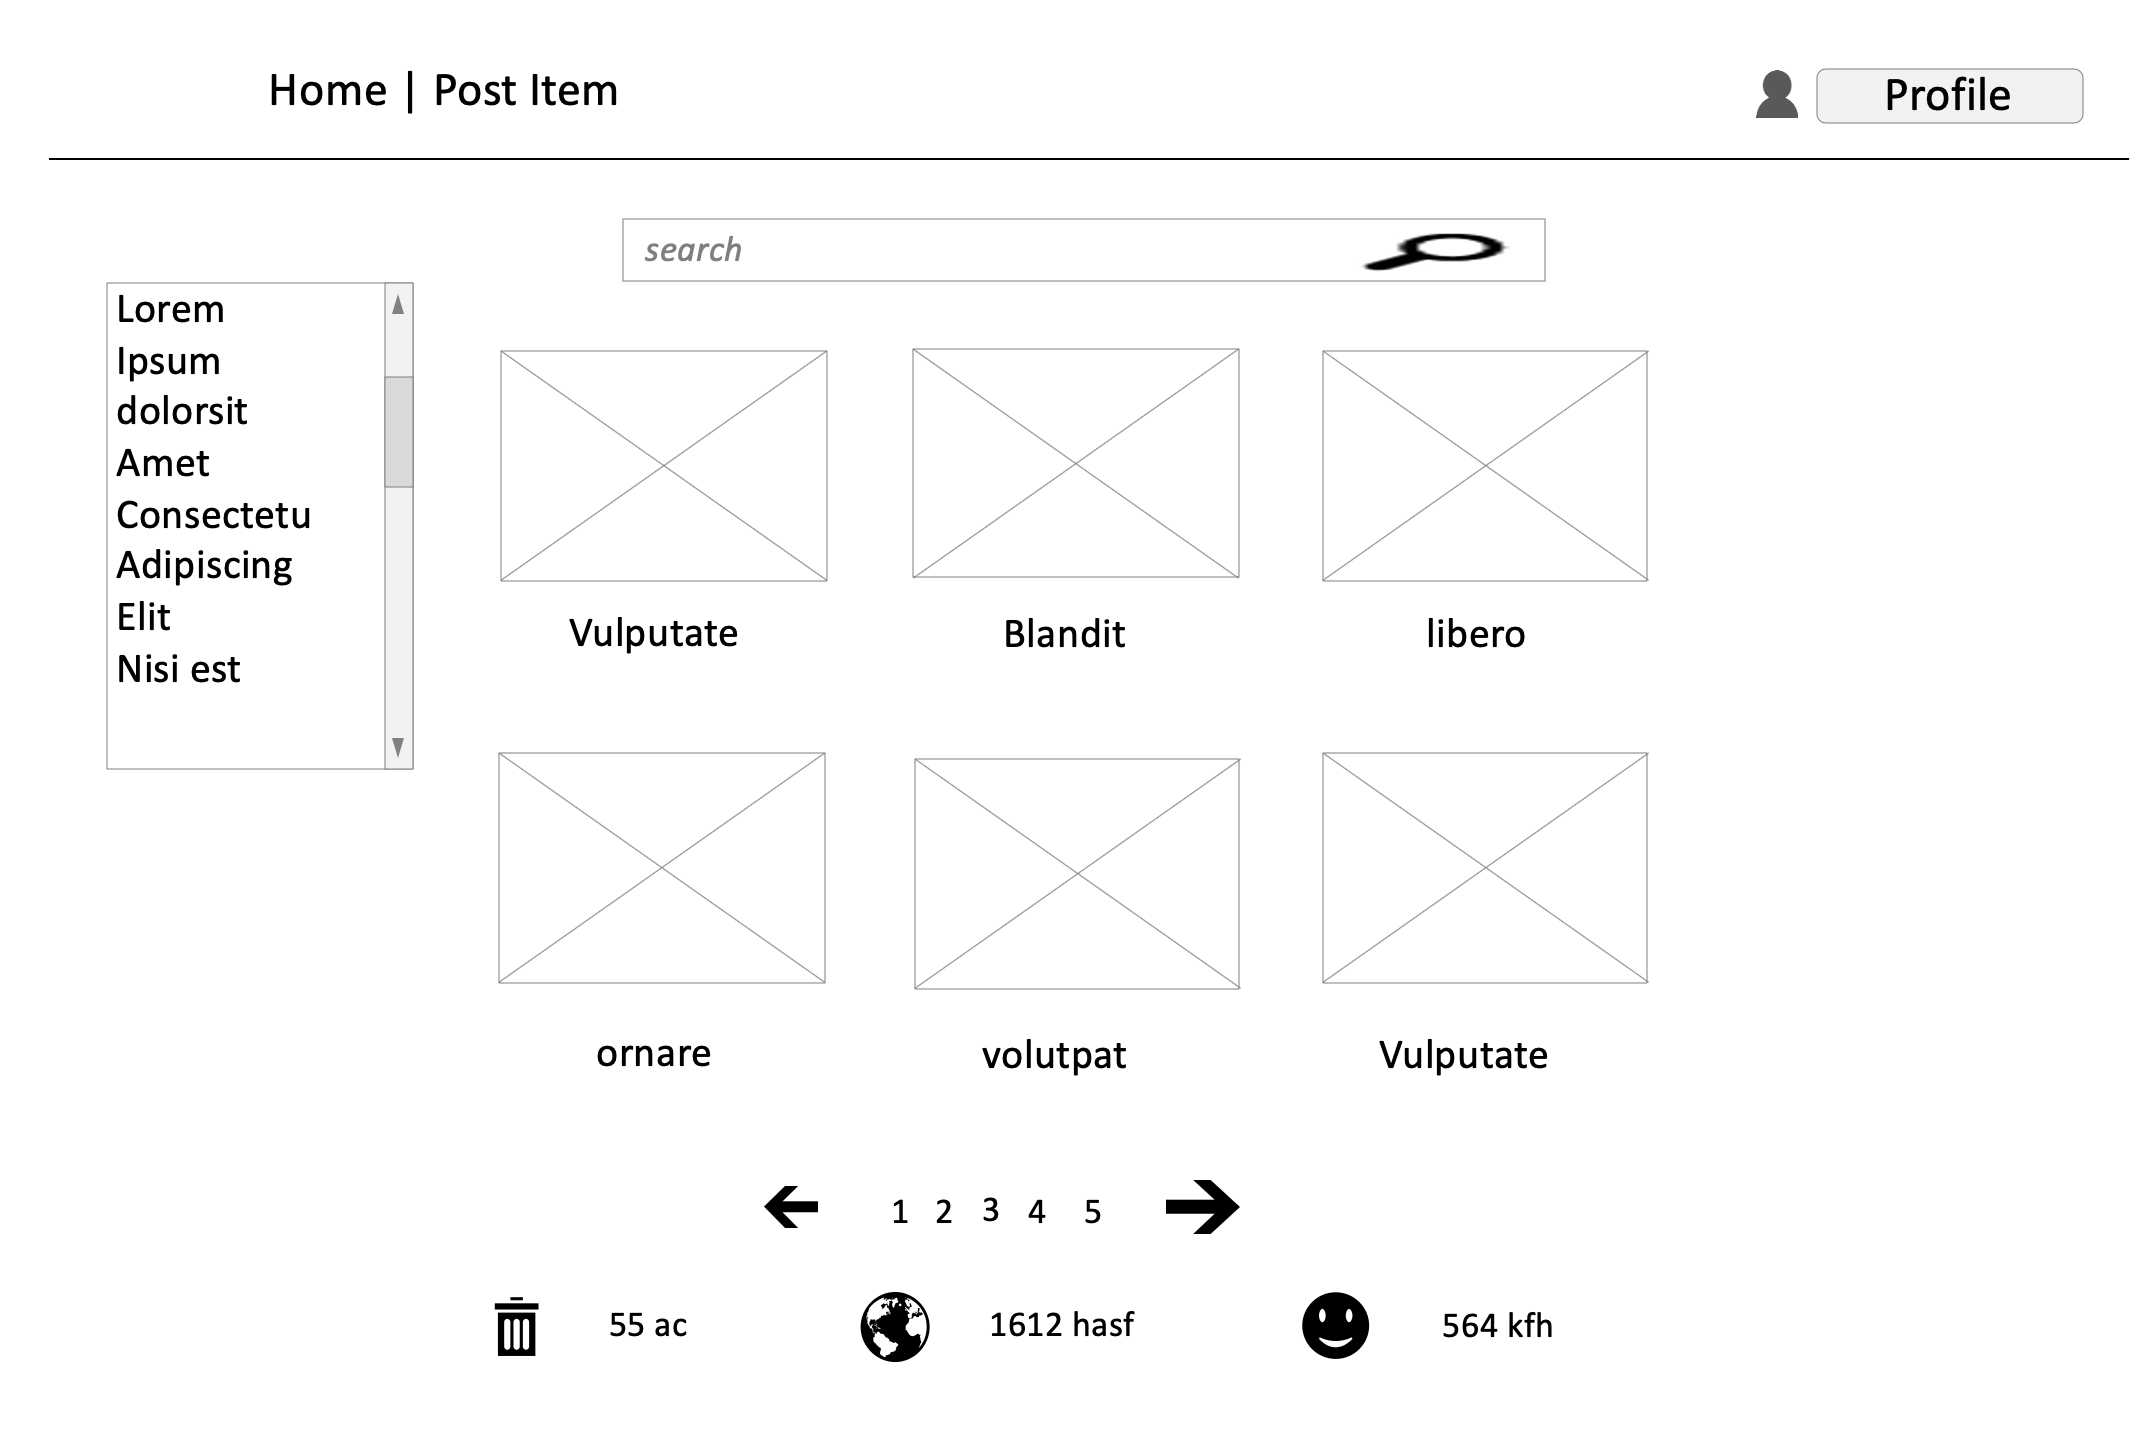 Home | Post Item
Profile
search
Lorem
Ipsum
dolorsit
Amet
Consectetu
Adipiscing
Elit
Nisi est
Vulputate
Blandit
libero
ornare
volutpat
Vulputate
1 2 3 4 5
55 ac
1612 hasf
564 kfh